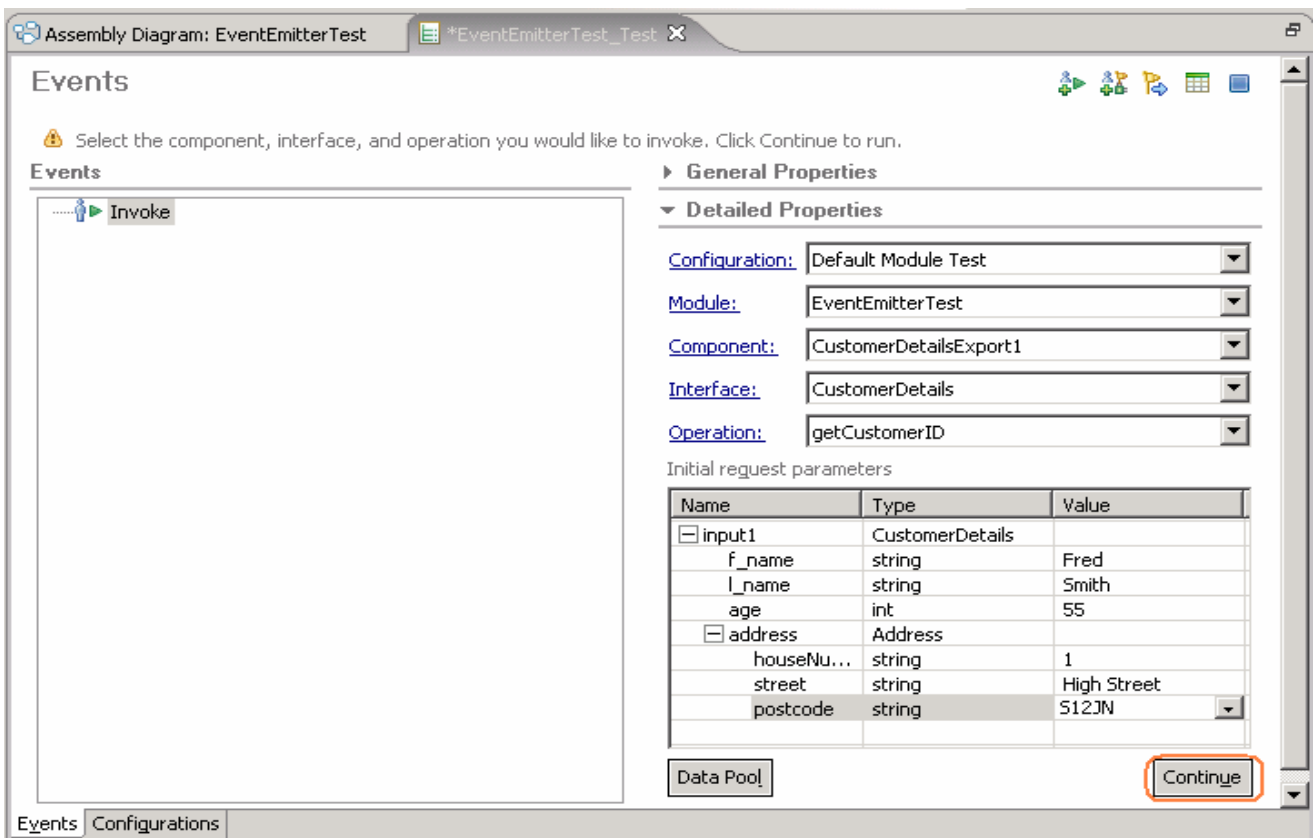 Assembly Diagram: EventEmitterTest *EventEmitterTest_Test
Events
Select the component, interface, and operation you would like to invoke. Click Continue to run.
Events
Invoke
General Properties
Detailed Properties
Configuration: Default Module Test
Module: EventEmitterTest
Component: CustomerDetailsExport1
Interface: CustomerDetails
Operation: getCustomerID
Initial request parameters
Name Type Value
input1 CustomerDetails
f_name string Fred
l_name string Smith
age int 55
address Address
houseNu... string 1
street string High Street
postcode string S12JN
Data Pool Continue
Events Configurations